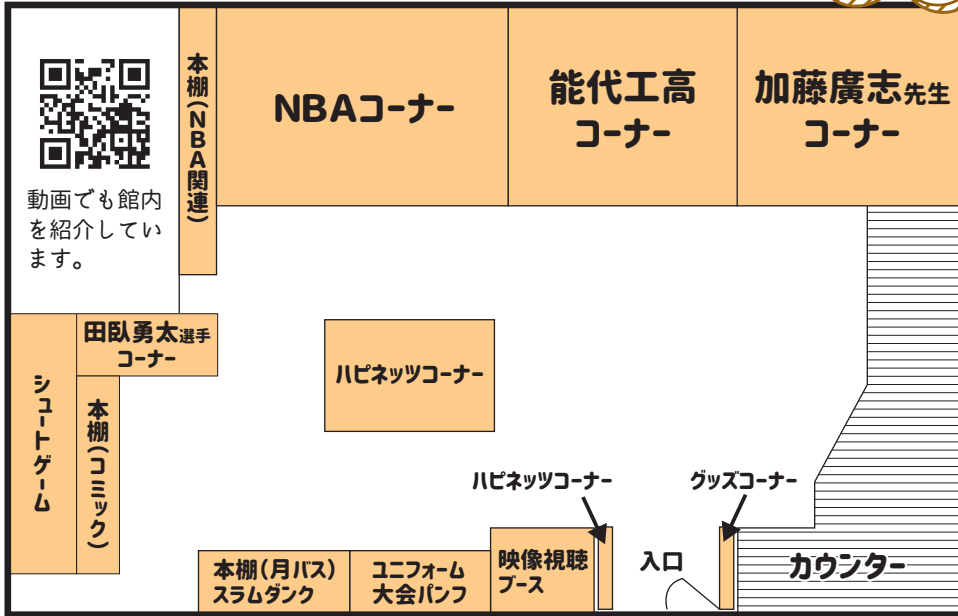 動画でも館内
を紹介してい
ます。
本棚(NBA関連)
NBAコーナー
能代工高
コーナー
加藤廣志先生
コーナー
田臥勇太選手
コーナー
シュートゲーム
本棚(コミック)
ハピネッツコーナー
ハピネッツコーナー
グッズコーナー
本棚(月バス)
スラムダンク
ユニフォーム
大会パンフ
映像視聴
ブース
入口
カウンター